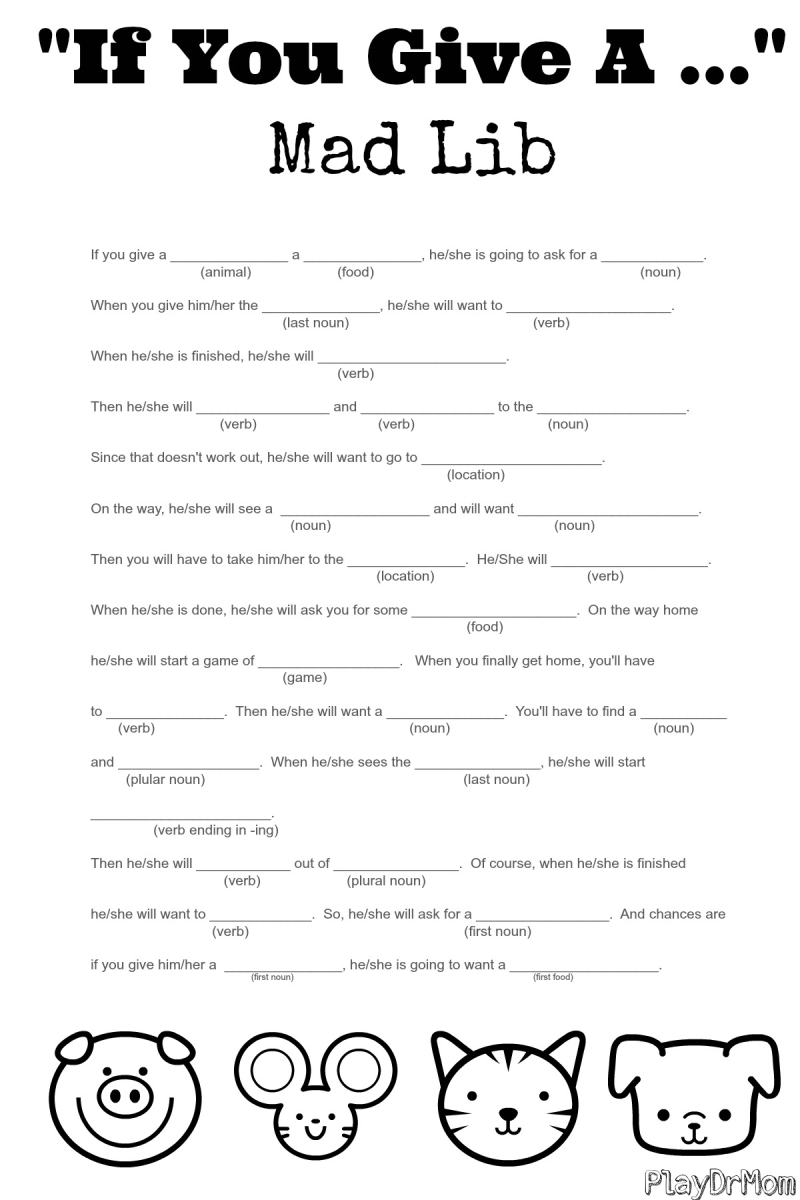 "If You Give A ..."
Mad Lib
If you give a _______________ a _______________, he/she is going to ask for a _____________.
(animal) (food) (noun)
When you give him/her the _______________, he/she will want to _____________________.
(last noun) (verb)
When he/she is finished, he/she will ________________________.
(verb)
Then he/she will _________________ and _________________ to the ___________________.
(verb) (verb) (noun)
Since that doesn't work out, he/she will want to go to _______________________.
(location)
On the way, he/she will see a ___________________ and will want _______________________.
(noun) (noun)
Then you will have to take him/her to the _______________. He/She will ____________________.
(location) (verb)
When he/she is done, he/she will ask you for some _____________________. On the way home
(food)
he/she will start a game of __________________. When you finally get home, you'll have
(game)
to _______________. Then he/she will want a _______________. You'll have to find a ___________
(verb) (noun) (noun)
and __________________. When he/she sees the ________________, he/she will start
(plular noun) (last noun)
_______________________.
(verb ending in -ing)
Then he/she will ____________ out of ________________. Of course, when he/she is finished
(verb) (plural noun)
he/she will want to _____________. So, he/she will ask for a _________________. And chances are
(verb) (first noun)
if you give him/her a _______________, he/she is going to want a ___________________.
(first noun) (first food)
PlayDrMom